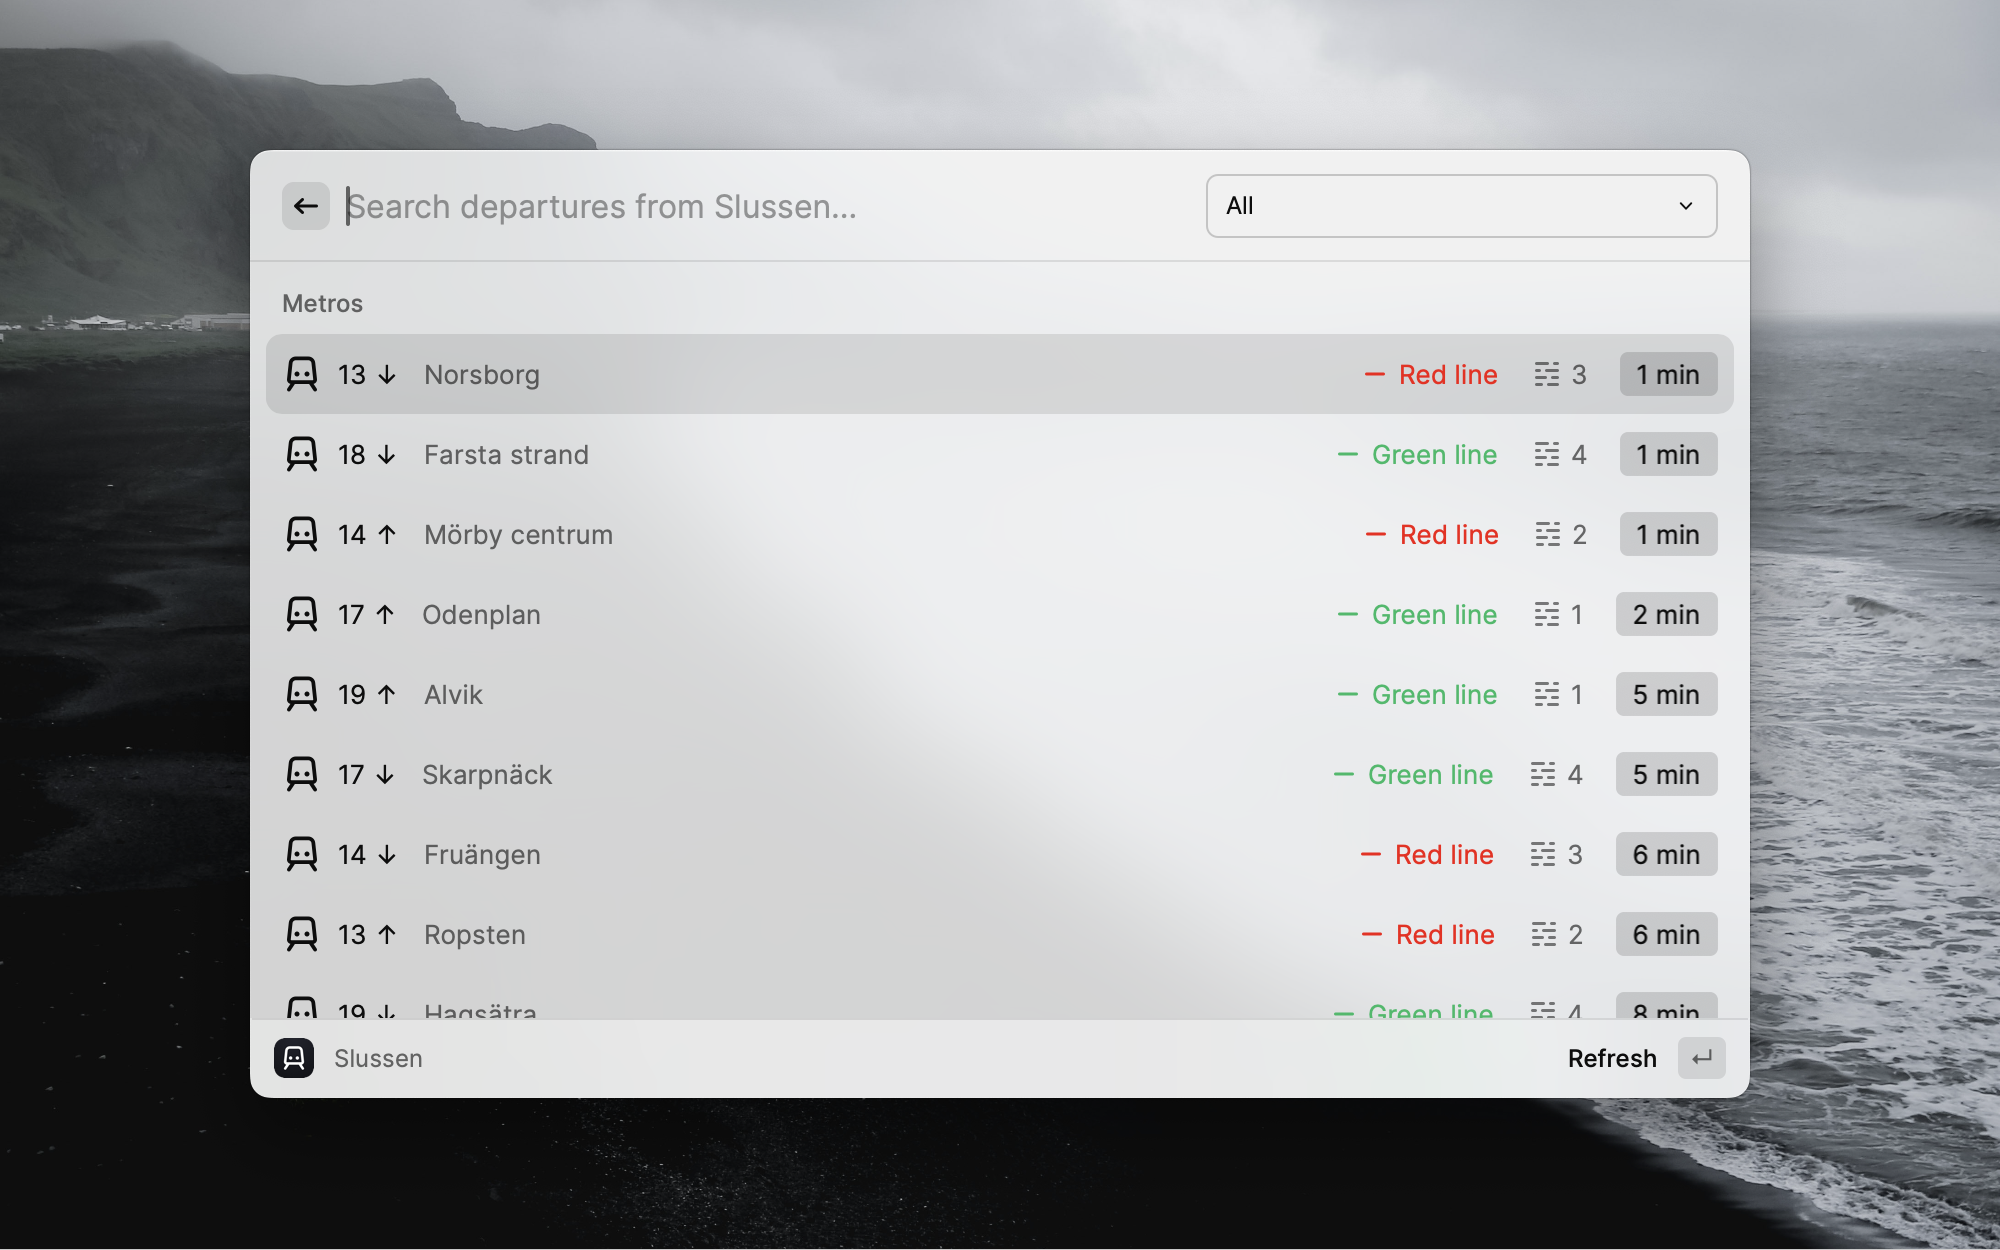 Search departures from Slussen...
All
Metros
13 ↓ Norsborg — Red line 3 1 min
18 ↓ Farsta strand — Green line 4 1 min
14 ↑ Mörby centrum — Red line 2 1 min
17 ↑ Odenplan — Green line 1 2 min
19 ↑ Alvik — Green line 1 5 min
17 ↓ Skarpnäck — Green line 4 5 min
14 ↓ Fruängen — Red line 3 6 min
13 ↑ Ropsten — Red line 2 6 min
19 ↓ Hagsätra — Green line 4 8 min
Slussen
Refresh